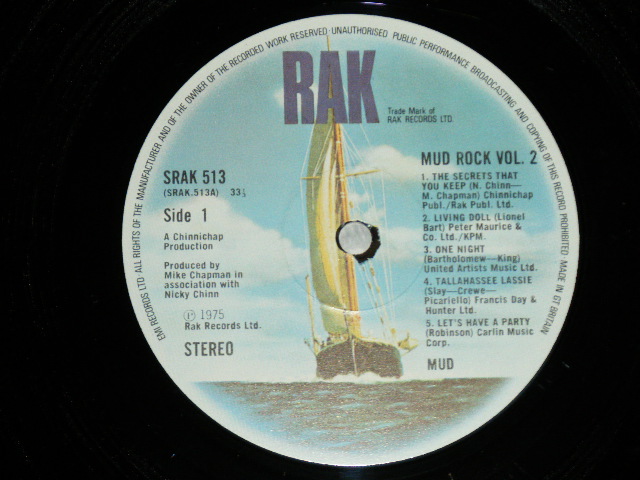 EMI RECORDS LTD·ALL RIGHTS OF THE MANUFACTURER AND OF THE OWNER OF THE RECORDED WORK RESERVED·UNAUTHORISED PUBLIC PERFORMANCE BROADCASTING AND COPYING OF THIS RECORD PROHIBITED·MADE IN GT BRITAIN
RAK
Trade Mark of
RAK RECORDS LTD.
SRAK 513
(SRAK.513A) 33⅓
Side 1
A Chinnichap
Production
Produced by
Mike Chapman in
association with
Nicky Chinn
℗ 1975
Rak Records Ltd.
STEREO
MUD ROCK VOL. 2
1. THE SECRETS THAT
YOU KEEP (N. Chinn—
M. Chapman) Chinnichap
Publ./Rak Publ. Ltd.
2. LIVING DOLL (Lionel
Bart) Peter Maurice &
Co. Ltd./KPM.
3. ONE NIGHT
(Bartholomew—King)
United Artists Music Ltd.
4. TALLAHASSEE LASSIE
(Slay—Crewe—
Picariello) Francis Day &
Hunter Ltd.
5. LET'S HAVE A PARTY
(Robinson) Carlin Music
Corp.
MUD